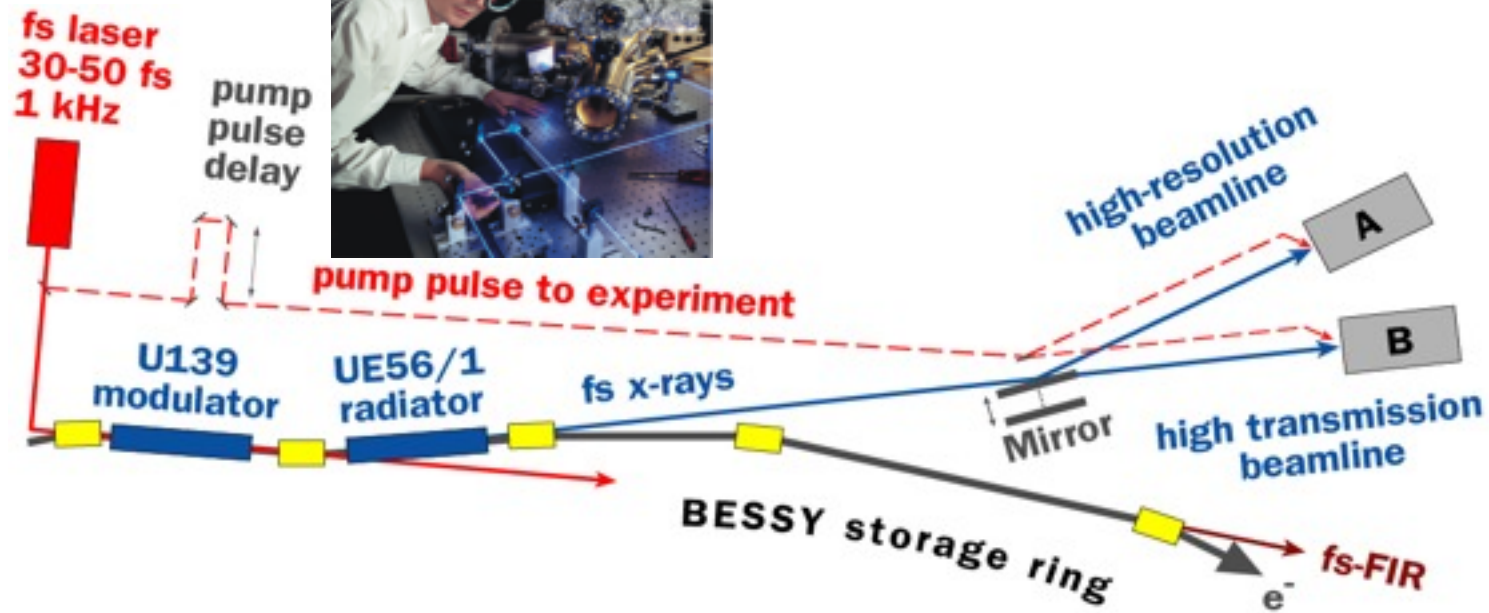 fs laser
30-50 fs
1 kHz
pump
pulse
delay
pump pulse to experiment
high-resolution
beamline
A
B
U139
modulator
UE56/1
radiator
fs x-rays
Mirror
high transmission
beamline
BESSY storage ring
fs-FIR
e-